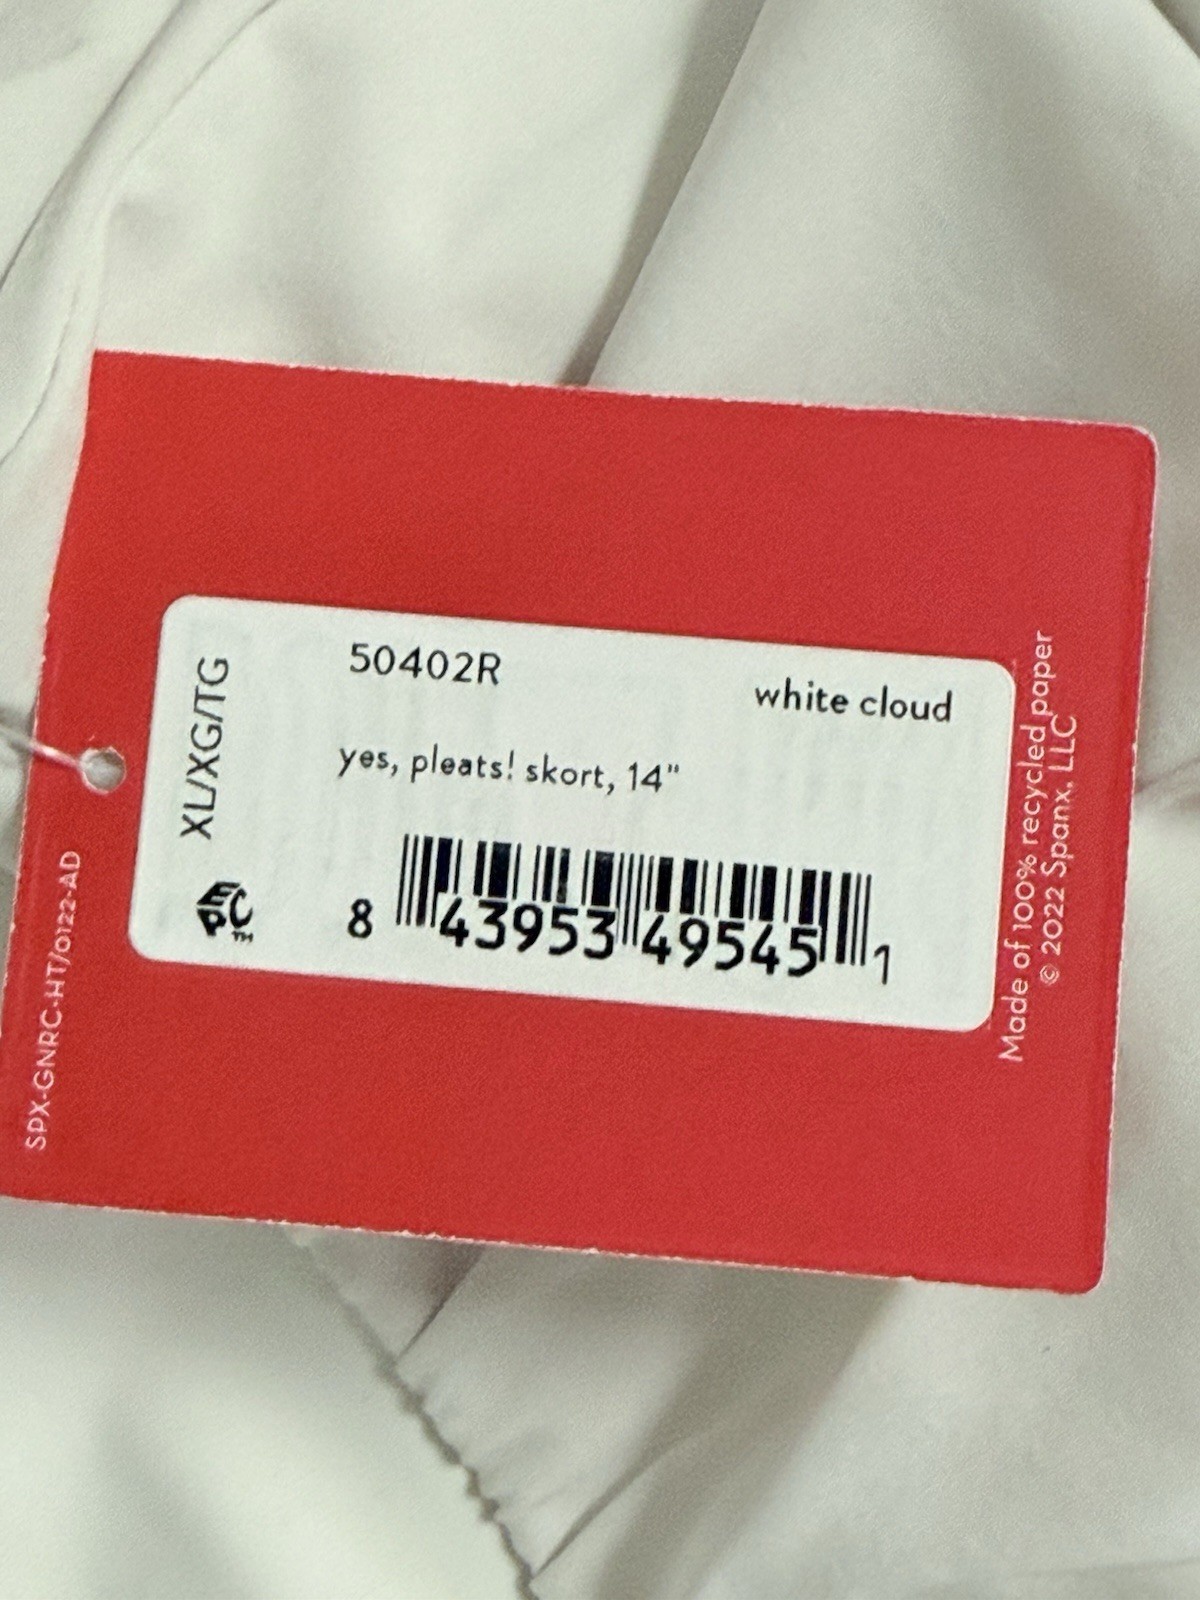 50402R
white cloud
yes, pleats! skort, 14"
8 43953 49545 1
XL/XG/TG
EPC™
SPX-GNRC-HT/0122-AD
Made of 100% recycled paper
© 2022 Spanx, LLC